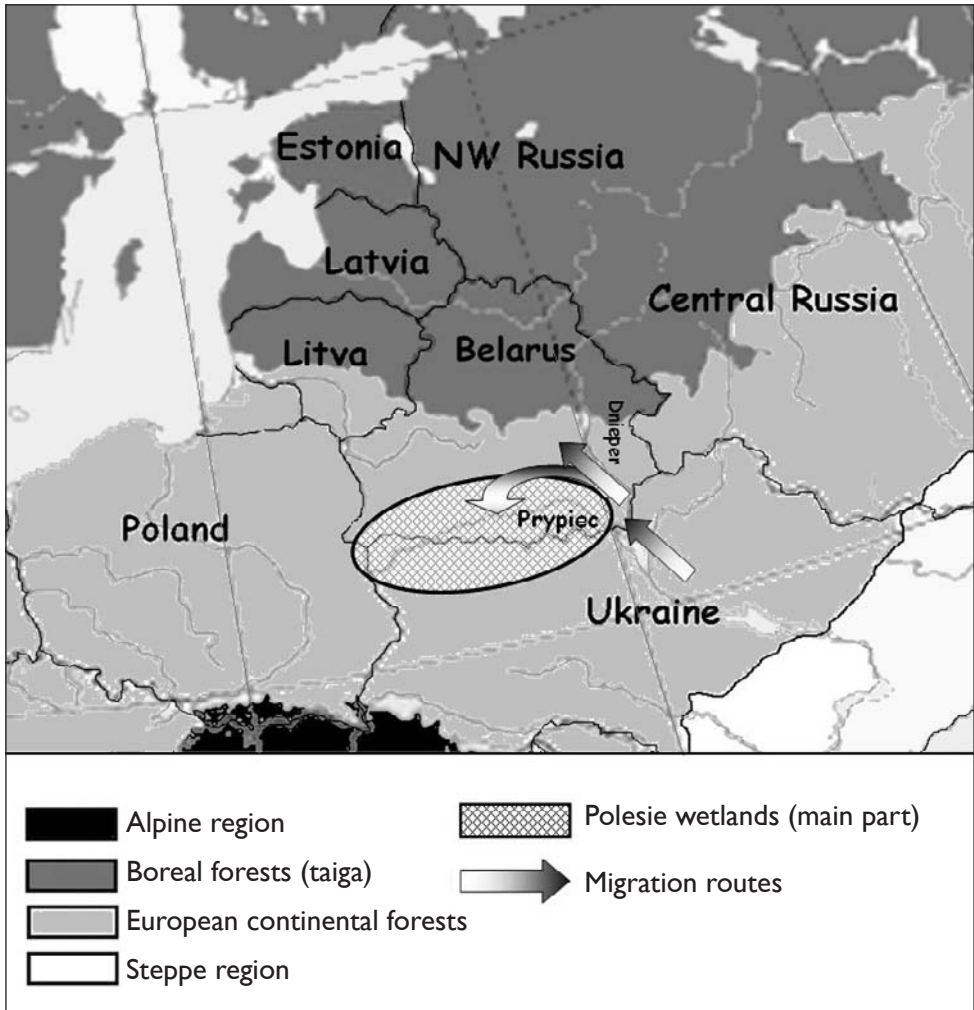 Estonia
NW Russia
Latvia
Central Russia
Litva
Belarus
Dnieper
Prypiec
Poland
Ukraine
Alpine region
Boreal forests (taiga)
European continental forests
Steppe region
Polesie wetlands (main part)
Migration routes